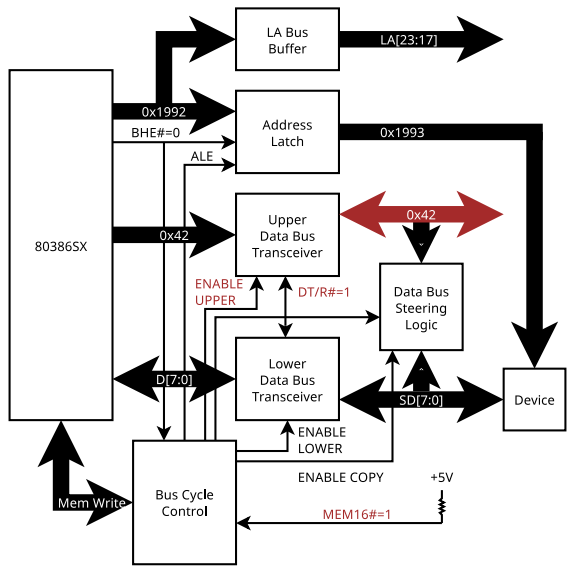 LA Bus
Buffer
LA[23:17]
0x1992
BHE#=0
Address
Latch
0x1993
ALE
80386SX
0x42
Upper
Data Bus
Transceiver
0x42
ENABLE
UPPER
DT/R#=1
Data Bus
Steering
Logic
D[7:0]
Lower
Data Bus
Transceiver
SD[7:0]
Device
ENABLE
LOWER
ENABLE COPY
+5V
Mem Write
Bus Cycle
Control
MEM16#=1